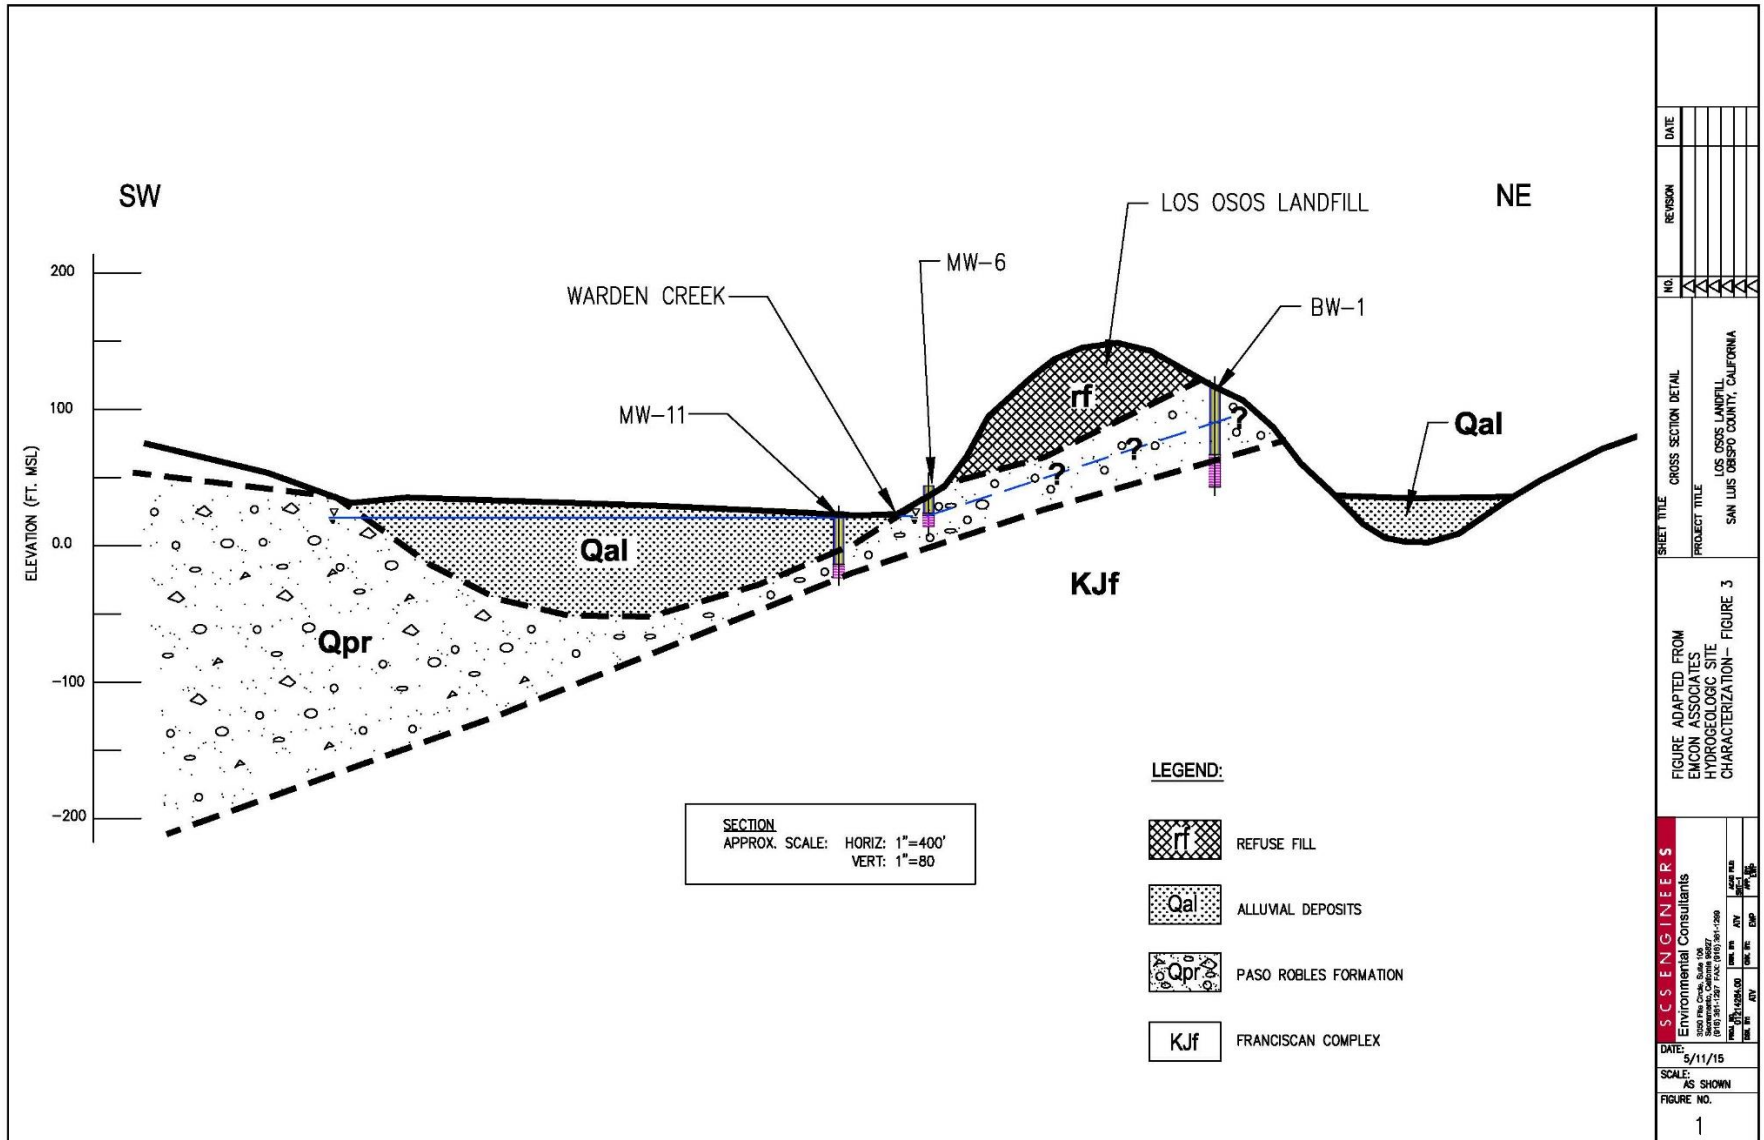 SW
NE
LOS OSOS LANDFILL
MW-6
WARDEN CREEK
BW-1
MW-11
ELEVATION (FT. MSL)
200
100
0.0
-100
-200
rf
Qal
Qal
Qpr
KJf
?
?
?
SECTION
APPROX. SCALE: HORIZ: 1"=400'
VERT: 1"=80
LEGEND:
rf REFUSE FILL
Qal ALLUVIAL DEPOSITS
Qpr PASO ROBLES FORMATION
KJf FRANCISCAN COMPLEX
NO. REVISION DATE
SHEET TITLE
CROSS SECTION DETAIL
PROJECT TITLE
LOS OSOS LANDFILL
SAN LUIS OBISPO COUNTY, CALIFORNIA
FIGURE ADAPTED FROM
EMCON ASSOCIATES
HYDROGEOLOGIC SITE
CHARACTERIZATION- FIGURE 3
SCS ENGINEERS
Environmental Consultants
DATE:
5/11/15
SCALE:
AS SHOWN
FIGURE NO.
1